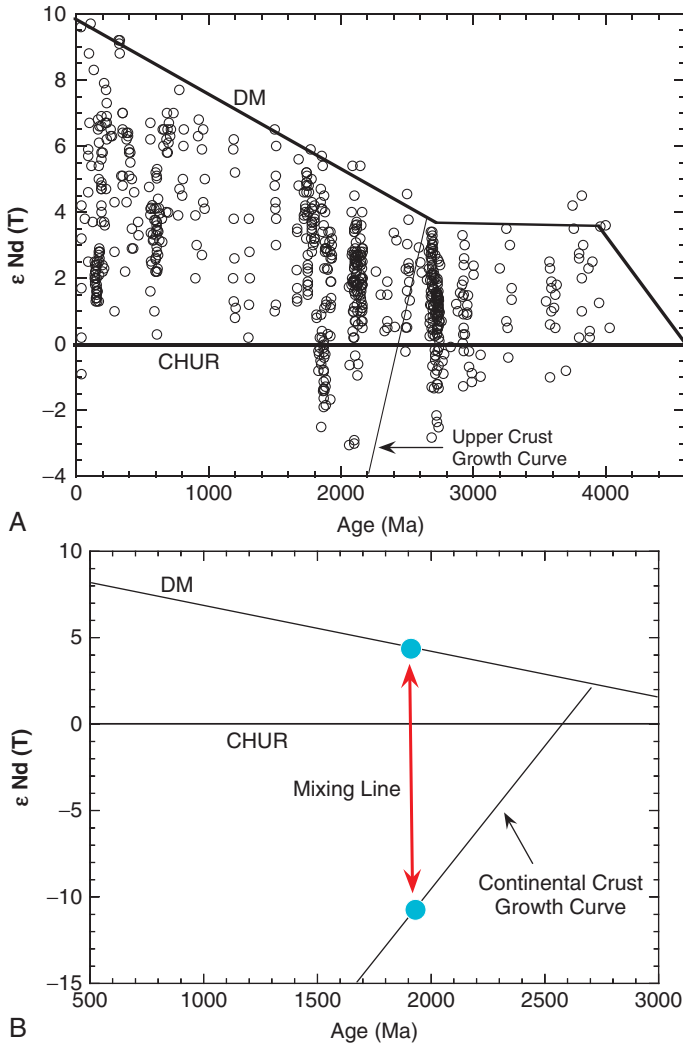 10
8
6
4
2
0
−2
−4
ε Nd (T)
DM
CHUR
Upper Crust
Growth Curve
0
1000
2000
3000
4000
Age (Ma)
A
10
5
0
−5
−10
−15
ε Nd (T)
DM
CHUR
Mixing Line
Continental Crust
Growth Curve
500
1000
1500
2000
2500
3000
Age (Ma)
B